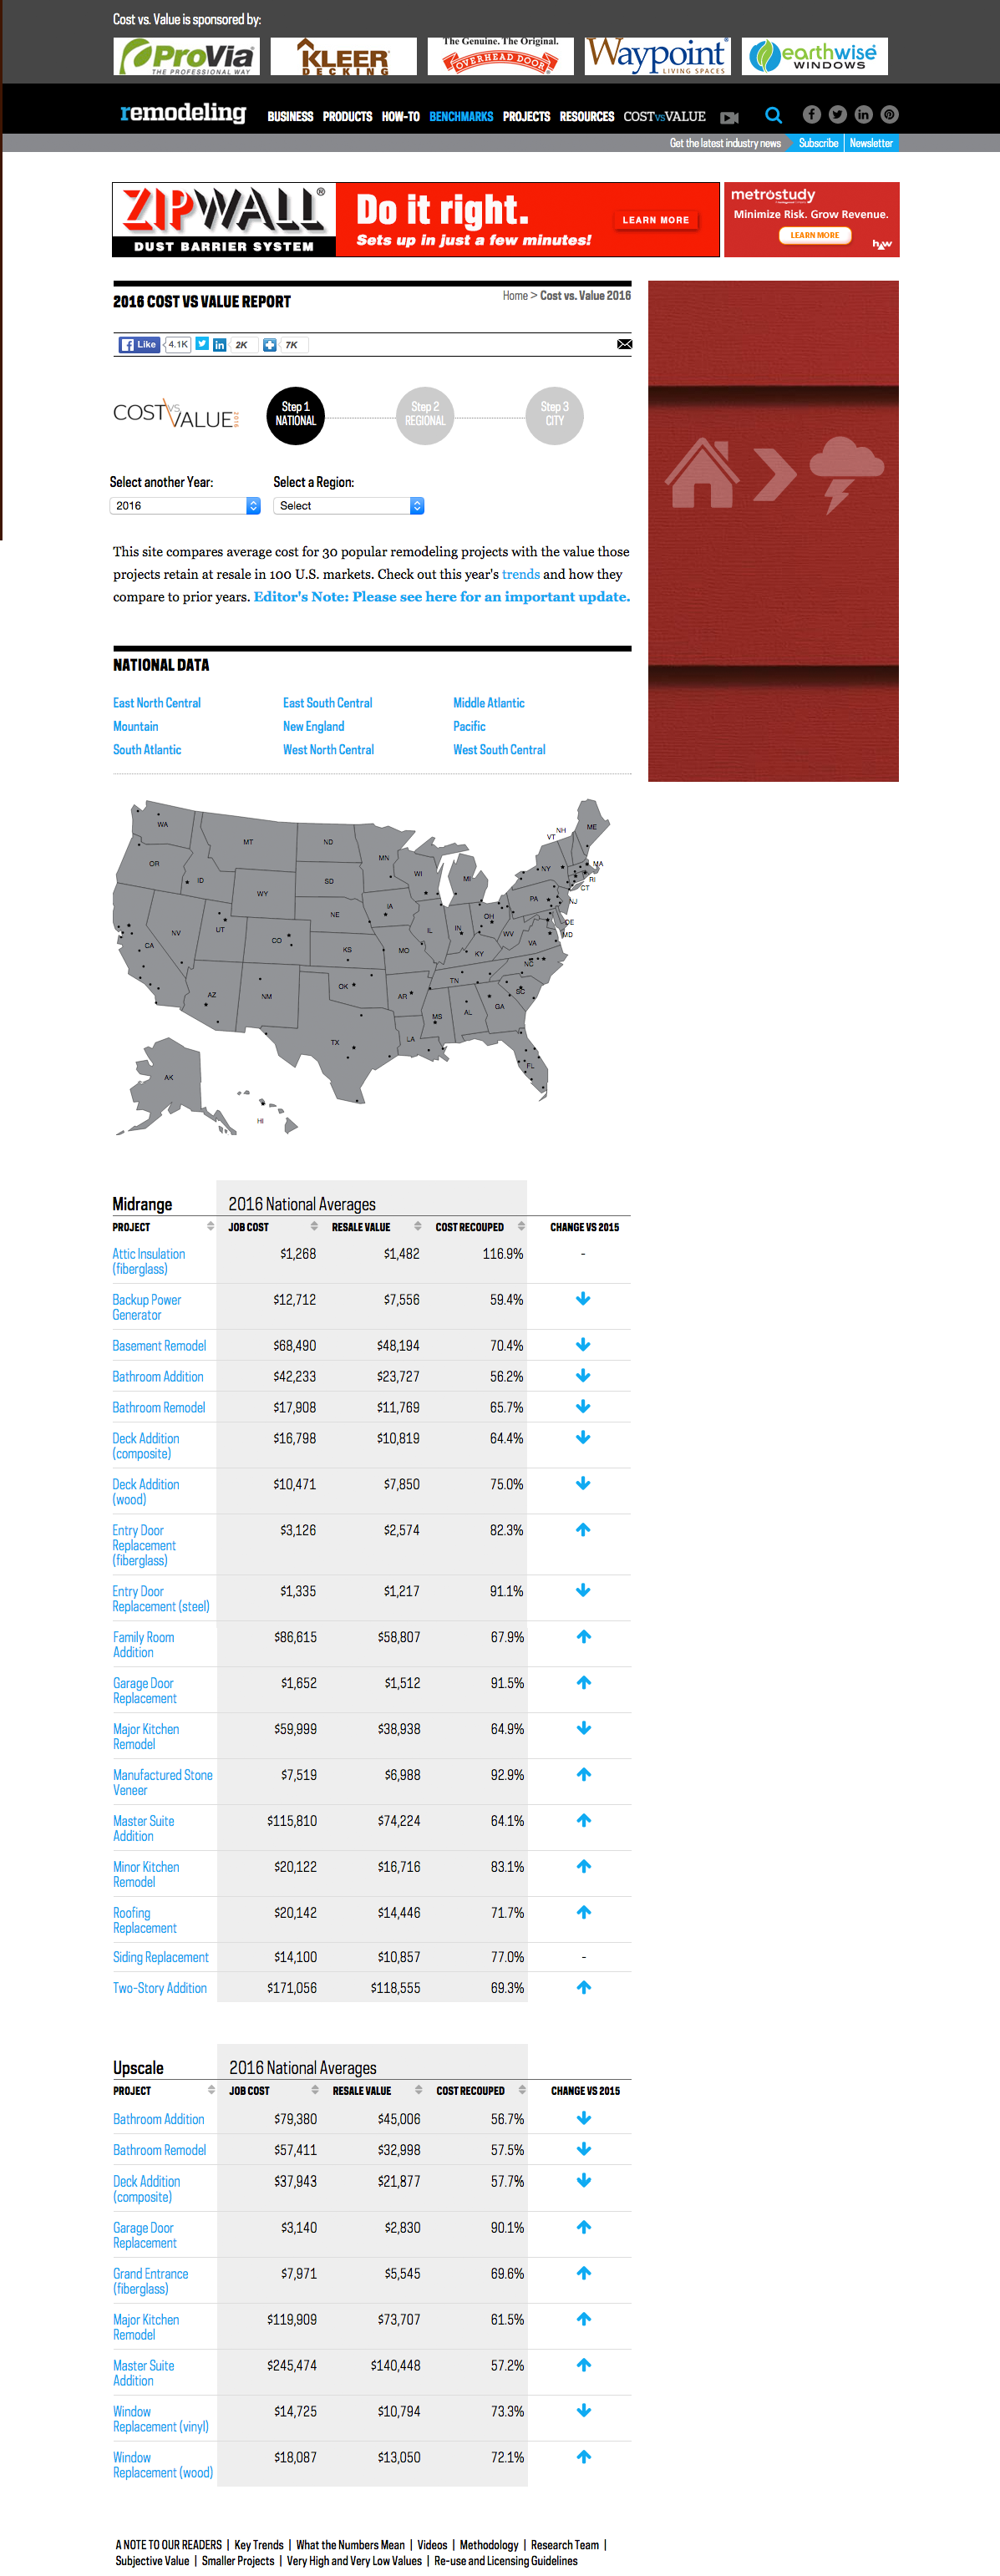 Cost vs. Value is sponsored by:
ProVia®
THE PROFESSIONAL WAY
KLEER
DECKING
The Genuine. The Original.
OVERHEAD DOOR
Waypoint
LIVING SPACES
earthwise
WINDOWS
remodeling
BUSINESS PRODUCTS HOW-TO BENCHMARKS PROJECTS RESOURCES COSTvsVALUE
Get the latest industry news Subscribe Newsletter
ZIPWALL®
DUST BARRIER SYSTEM
Do it right.
Sets up in just a few minutes!
LEARN MORE
metrostudy
Minimize Risk. Grow Revenue.
LEARN MORE
hw
2016 COST VS VALUE REPORT
Home > Cost vs. Value 2016
Like 4.1K 2K 7K
COST VS VALUE 2016
Step 1 NATIONAL
Step 2 REGIONAL
Step 3 CITY
Select another Year: Select a Region:
2016 Select
This site compares average cost for 30 popular remodeling projects with the value those
projects retain at resale in 100 U.S. markets. Check out this year's trends and how they
compare to prior years. Editor's Note: Please see here for an important update.
NATIONAL DATA
East North Central East South Central Middle Atlantic
Mountain New England Pacific
South Atlantic West North Central West South Central
WA MT ND MN WI MI VT NH ME
OR ID WY SD NY MA RI CT
NV UT CO NE IA IL IN OH PA NJ DE MD
CA KS MO KY WV VA
AZ NM OK AR TN NC SC
TX LA MS AL GA FL
AK HI
Midrange 2016 National Averages
PROJECT JOB COST RESALE VALUE COST RECOUPED CHANGE VS 2015
Attic Insulation $1,268 $1,482 116.9% -
(fiberglass)
Backup Power $12,712 $7,556 59.4%
Generator
Basement Remodel $68,490 $48,194 70.4%
Bathroom Addition $42,233 $23,727 56.2%
Bathroom Remodel $17,908 $11,769 65.7%
Deck Addition $16,798 $10,819 64.4%
(composite)
Deck Addition $10,471 $7,850 75.0%
(wood)
Entry Door $3,126 $2,574 82.3%
Replacement
(fiberglass)
Entry Door $1,335 $1,217 91.1%
Replacement (steel)
Family Room $86,615 $58,807 67.9%
Addition
Garage Door $1,652 $1,512 91.5%
Replacement
Major Kitchen $59,999 $38,938 64.9%
Remodel
Manufactured Stone $7,519 $6,988 92.9%
Veneer
Master Suite $115,810 $74,224 64.1%
Addition
Minor Kitchen $20,122 $16,716 83.1%
Remodel
Roofing $20,142 $14,446 71.7%
Replacement
Siding Replacement $14,100 $10,857 77.0% -
Two-Story Addition $171,056 $118,555 69.3%
Upscale 2016 National Averages
PROJECT JOB COST RESALE VALUE COST RECOUPED CHANGE VS 2015
Bathroom Addition $79,380 $45,006 56.7%
Bathroom Remodel $57,411 $32,998 57.5%
Deck Addition $37,943 $21,877 57.7%
(composite)
Garage Door $3,140 $2,830 90.1%
Replacement
Grand Entrance $7,971 $5,545 69.6%
(fiberglass)
Major Kitchen $119,909 $73,707 61.5%
Remodel
Master Suite $245,474 $140,448 57.2%
Addition
Window $14,725 $10,794 73.3%
Replacement (vinyl)
Window $18,087 $13,050 72.1%
Replacement (wood)
A NOTE TO OUR READERS | Key Trends | What the Numbers Mean | Videos | Methodology | Research Team |
Subjective Value | Smaller Projects | Very High and Very Low Values | Re-use and Licensing Guidelines